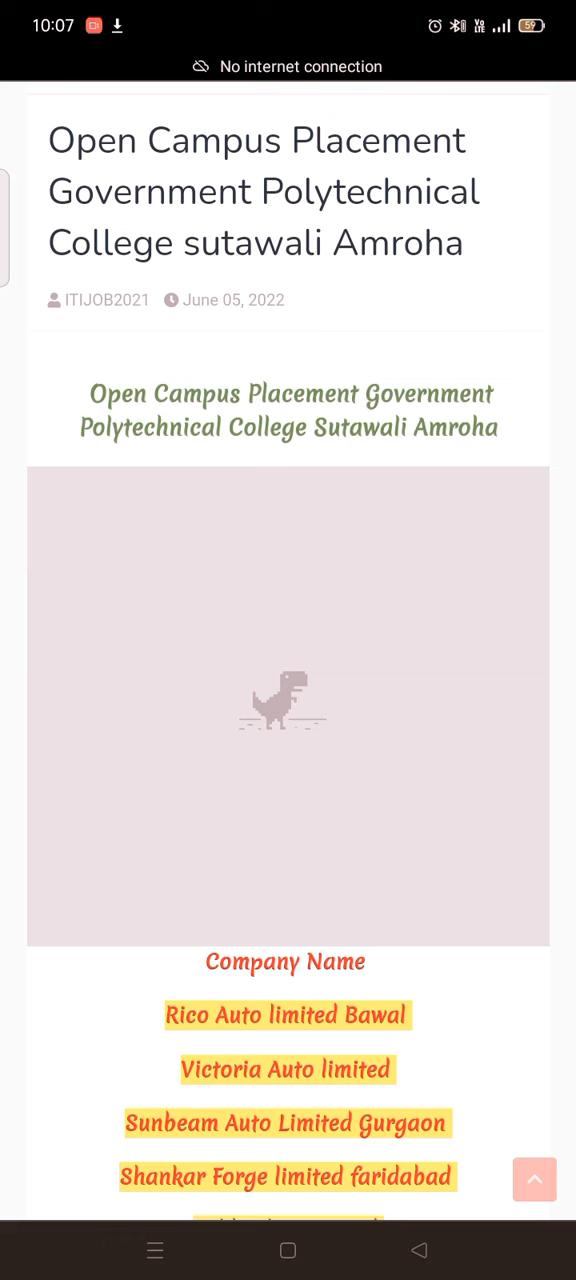 10:07
59
No internet connection
Open Campus Placement
Government Polytechnical
College sutawali Amroha
ITIJOB2021 June 05, 2022
Open Campus Placement Government
Polytechnical College Sutawali Amroha
Company Name
Rico Auto limited Bawal
Victoria Auto limited
Sunbeam Auto Limited Gurgaon
Shankar Forge limited faridabad